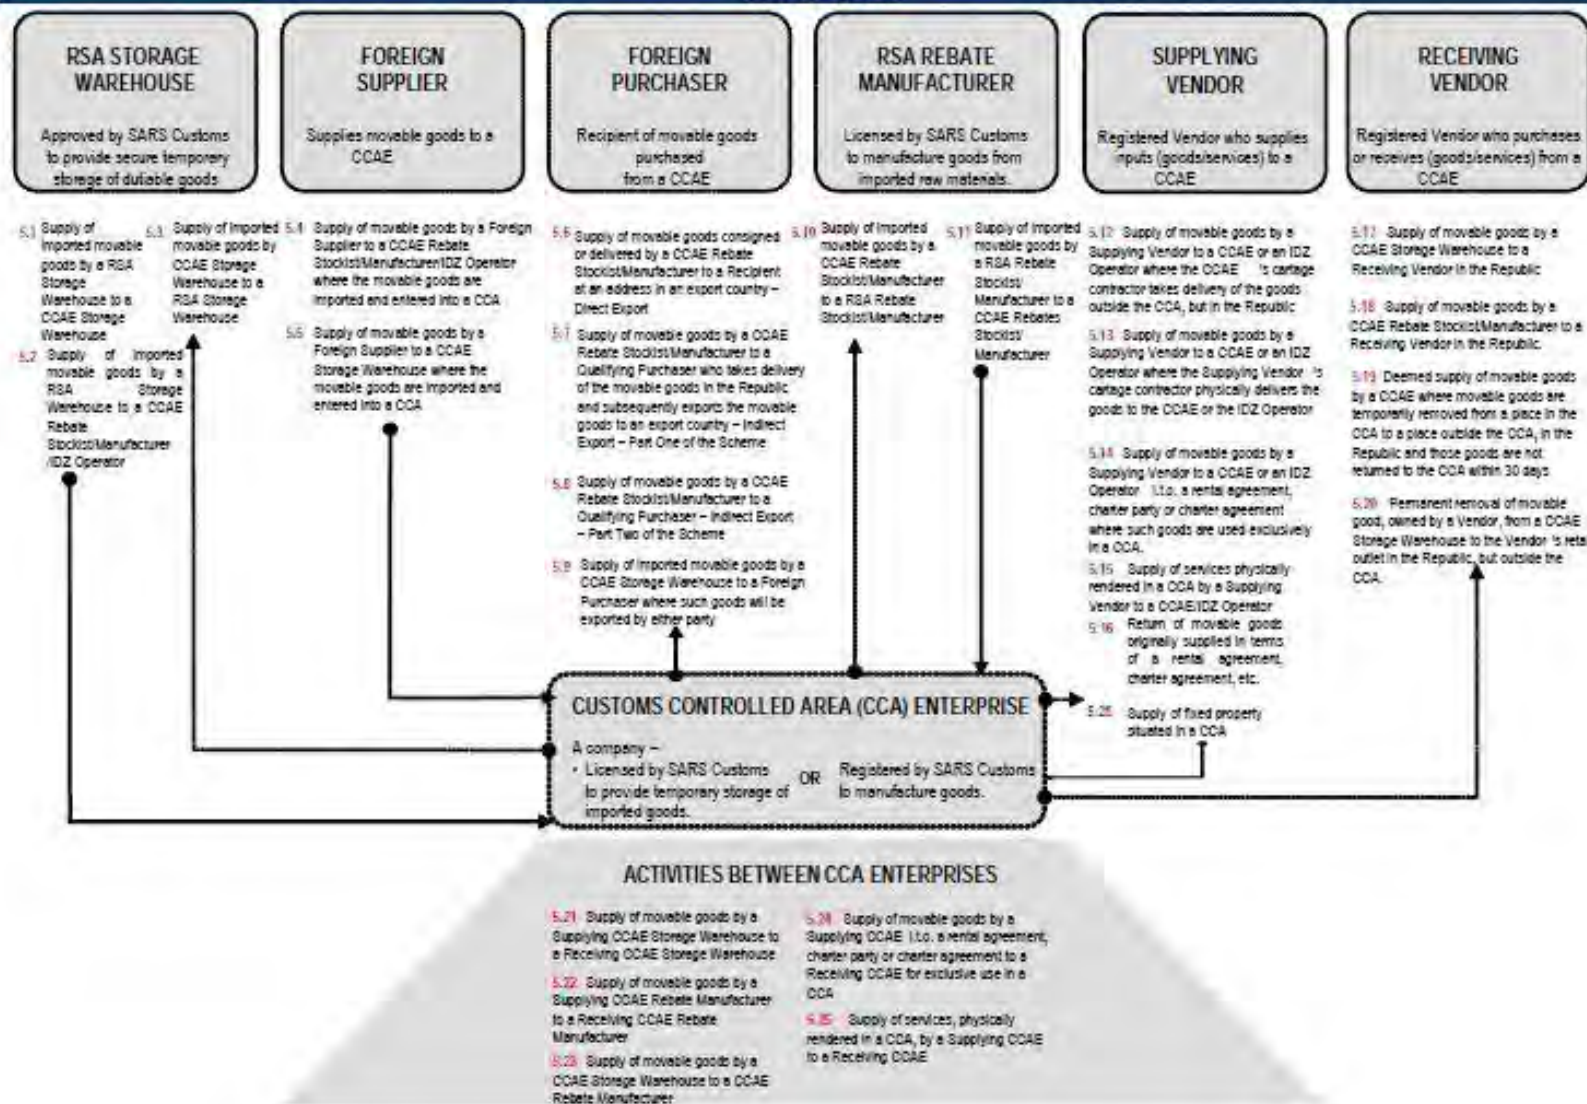 RSA STORAGE
WAREHOUSE
Approved by SARS Customs
to provide secure temporary
storage of dutiable goods
FOREIGN
SUPPLIER
Supplies movable goods to a
CCAE
FOREIGN
PURCHASER
Recipient of movable goods
purchased
from a CCAE
RSA REBATE
MANUFACTURER
Licensed by SARS Customs
to manufacture goods from
imported raw materials.
SUPPLYING
VENDOR
Registered Vendor who supplies
inputs (goods/services) to a
CCAE
RECEIVING
VENDOR
Registered Vendor who purchases
or receives (goods/services) from a
CCAE
5.1 Supply of
imported movable
goods by a RSA
Storage
Warehouse to a
CCAE Storage
Warehouse
5.2 Supply of imported
movable goods by a
RSA Storage
Warehouse to a CCAE
Rebate
Stockist/Manufacturer
/IDZ Operator
5.3 Supply of imported
movable goods by
CCAE Storage
Warehouse to a
RSA Storage
Warehouse
5.4 Supply of movable goods by a Foreign
Supplier to a CCAE Rebate
Stockist/Manufacturer/IDZ Operator
where the movable goods are
imported and entered into a CCA
5.5 Supply of movable goods by a
Foreign Supplier to a CCAE
Storage Warehouse where the
movable goods are imported and
entered into a CCA
5.6 Supply of movable goods consigned
or delivered by a CCAE Rebate
Stockist/Manufacturer to a Recipient
at an address in an export country –
Direct Export
5.7 Supply of movable goods by a CCAE
Rebate Stockist/Manufacturer to a
Qualifying Purchaser who takes delivery
of the movable goods in the Republic
and subsequently exports the movable
goods to an export country – Indirect
Export – Part One of the Scheme
5.8 Supply of movable goods by a CCAE
Rebate Stockist/Manufacturer to a
Qualifying Purchaser – Indirect Export
– Part Two of the Scheme
5.9 Supply of imported movable goods by a
CCAE Storage Warehouse to a Foreign
Purchaser where such goods will be
exported by either party
5.10 Supply of imported
movable goods by a
CCAE Rebate
Stockist/Manufacturer
to a RSA Rebate
Stockist/Manufacturer
5.11 Supply of imported
movable goods by
a RSA Rebate
Stockist/
Manufacturer to a
CCAE Rebates
Stockist/
Manufacturer
5.12 Supply of movable goods by a
Supplying Vendor to a CCAE or an IDZ
Operator where the CCAE 's cartage
contractor takes delivery of the goods
outside the CCA, but in the Republic
5.13 Supply of movable goods by a
Supplying Vendor to a CCAE or an IDZ
Operator where the Supplying Vendor 's
cartage contractor physically delivers the
goods to the CCAE or the IDZ Operator
5.14 Supply of movable goods by a
Supplying Vendor to a CCAE or an IDZ
Operator i.t.o. a rental agreement,
charter party or charter agreement
where such goods are used exclusively
in a CCA.
5.15 Supply of services physically
rendered in a CCA by a Supplying
Vendor to a CCAE/IDZ Operator
5.16 Return of movable goods
originally supplied in terms
of a rental agreement,
charter agreement, etc.
5.25 Supply of fixed property
situated in a CCA
5.17 Supply of movable goods by a
CCAE Storage Warehouse to a
Receiving Vendor in the Republic
5.18 Supply of movable goods by a
CCAE Rebate Stockist/Manufacturer to a
Receiving Vendor in the Republic.
5.19 Deemed supply of movable goods
by a CCAE where movable goods are
temporarily removed from a place in the
CCA to a place outside the CCA, in the
Republic and those goods are not
returned to the CCA within 30 days
5.20 Permanent removal of movable
good, owned by a Vendor, from a CCAE
Storage Warehouse to the Vendor 's retai
outlet in the Republic, but outside the
CCA.
CUSTOMS CONTROLLED AREA (CCA) ENTERPRISE
A company –
• Licensed by SARS Customs
to provide temporary storage of
imported goods.
OR
Registered by SARS Customs
to manufacture goods.
ACTIVITIES BETWEEN CCA ENTERPRISES
5.21 Supply of movable goods by a
Supplying CCAE Storage Warehouse to
a Receiving CCAE Storage Warehouse
5.22 Supply of movable goods by a
Supplying CCAE Rebate Manufacturer
to a Receiving CCAE Rebate
Manufacturer
5.23 Supply of movable goods by a
CCAE Storage Warehouse to a CCAE
Rebate Manufacturer
5.24 Supply of movable goods by a
Supplying CCAE i.t.o. a rental agreement,
charter party or charter agreement to a
Receiving CCAE for exclusive use in a
CCA
5.25 Supply of services, physically
rendered in a CCA, by a Supplying CCAE
to a Receiving CCAE